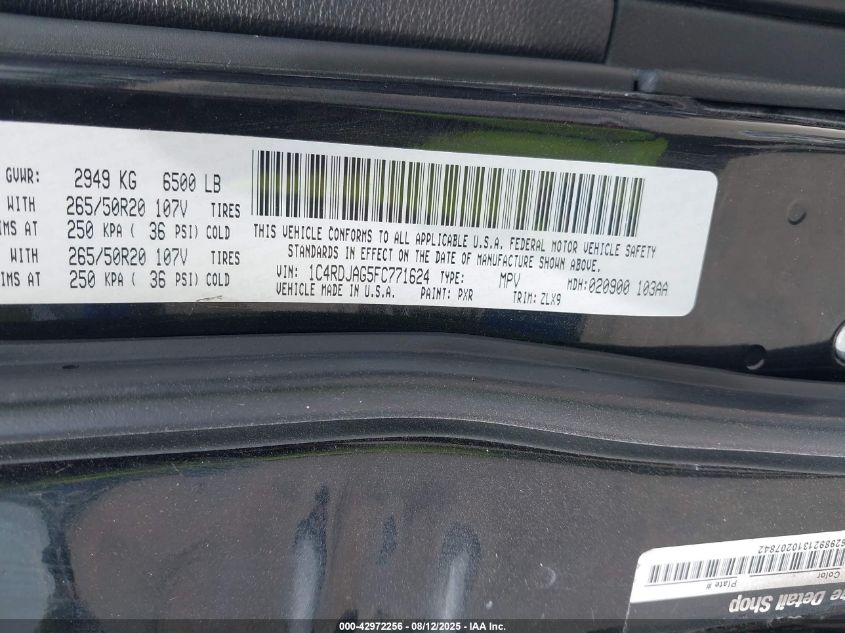 GVWR: 2949 KG 6500 LB
WITH 265/50R20 107V TIRES
IMS AT 250 KPA ( 36 PSI) COLD
WITH 265/50R20 107V TIRES
IMS AT 250 KPA ( 36 PSI) COLD
THIS VEHICLE CONFORMS TO ALL APPLICABLE U.S.A. FEDERAL MOTOR VEHICLE SAFETY
STANDARDS IN EFFECT ON THE DATE OF MANUFACTURE SHOWN ABOVE.
VIN: 1C4RDJAG5FC771624 TYPE: MPV MDH:020900 103AA
VEHICLE MADE IN U.S.A. PAINT: PXR TRIM: ZLX9
Plate #
Color
Detail Shop
000-42972256 - 08/12/2025 - IAA Inc.